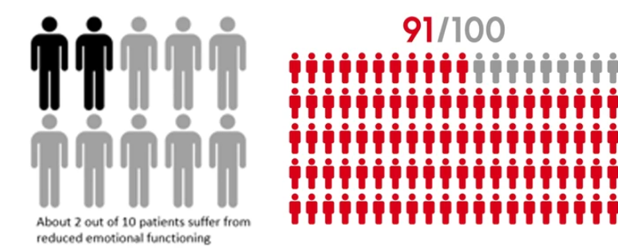 91/100
About 2 out of 10 patients suffer from
reduced emotional functioning